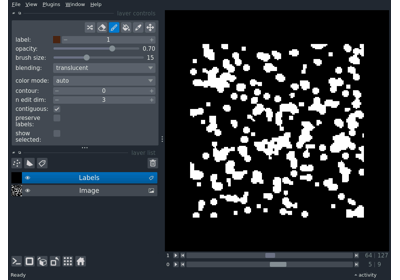 File View Plugins Window Help
layer controls
label: 1
opacity: 0.70
brush size: 15
blending: translucent
color mode: auto
contour: 0
n edit dim: 3
contiguous:
preserve
labels:
show
selected:
layer list
Labels
Image
1 64 127
0 5 9
Ready
activity